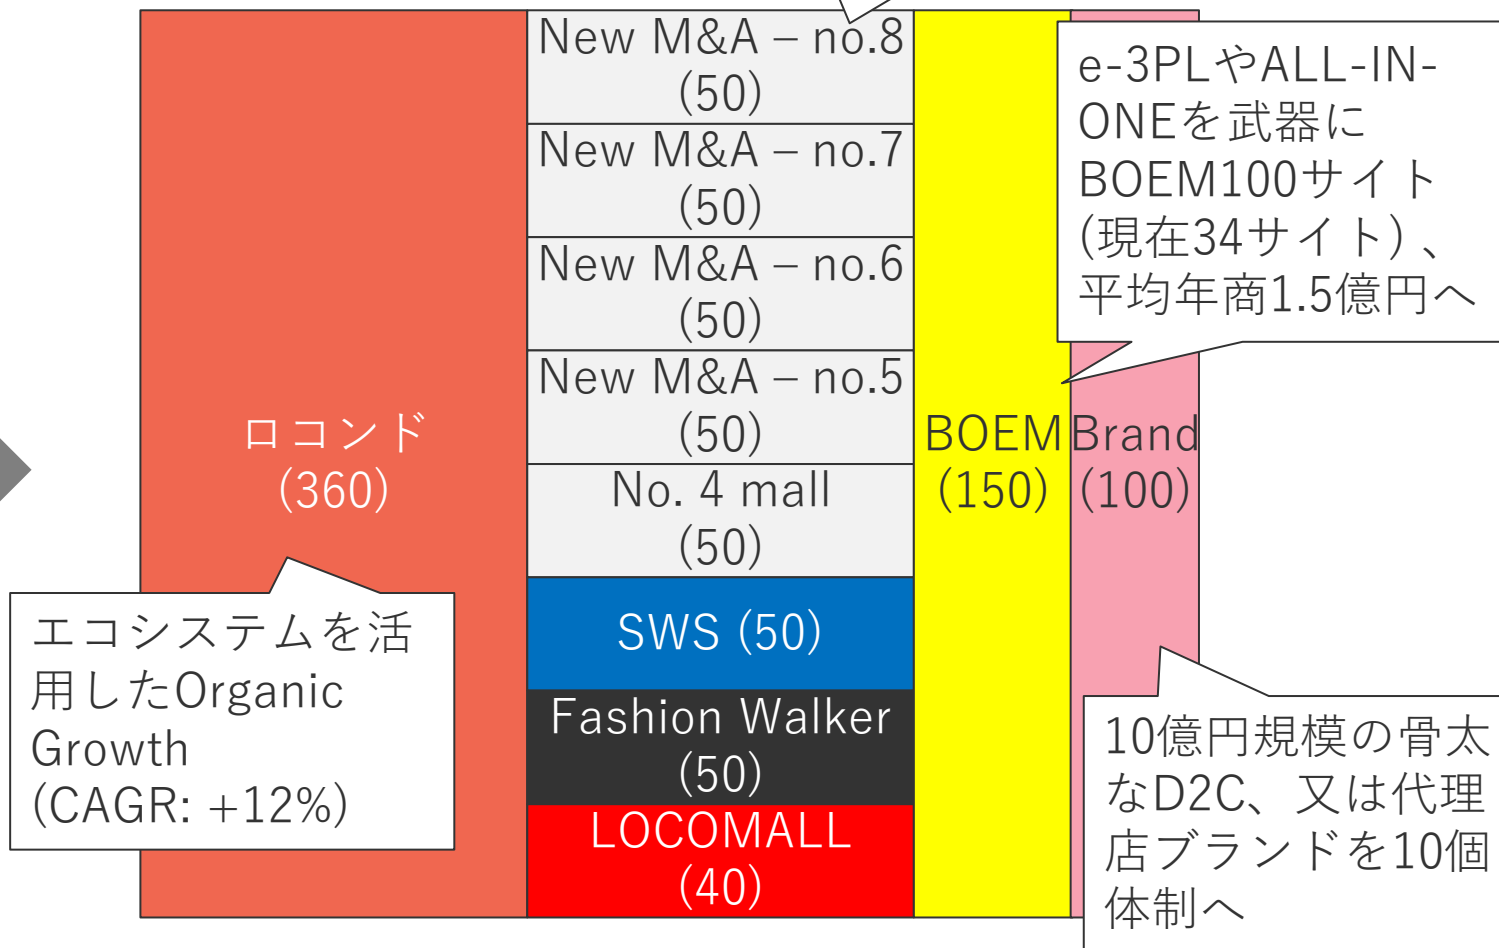 New M&A – no.8
(50)
New M&A – no.7
(50)
New M&A – no.6
(50)
New M&A – no.5
(50)
No. 4 mall
(50)
SWS (50)
Fashion Walker
(50)
LOCOMALL
(40)
ロコンド
(360)
BOEM
(150)
Brand
(100)
e-3PLやALL-IN-
ONEを武器に
BOEM100サイト
(現在34サイト)、
平均年商1.5億円へ
エコシステムを活
用したOrganic
Growth
(CAGR: +12%)
10億円規模の骨太
なD2C、又は代理
店ブランドを10個
体制へ